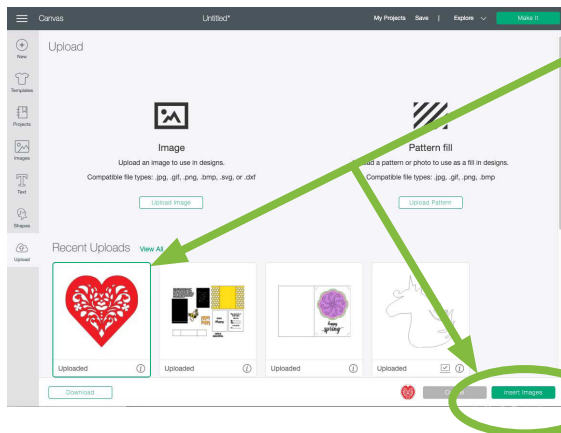 Canvas
Untitled*
My Projects Save | Explore
Make It
New
Templates
Projects
Images
Text
Shapes
Upload
Upload
Image
Upload an image to use in designs.
Compatible file types: .jpg, .gif, .png, .bmp, .svg, or .dxf
Upload Image
Pattern fill
a pattern or photo to use as a fill in designs.
Compatible file types: .jpg, .gif, .png, .bmp
Upload Pattern
Recent Uploads View All
happy
spring
Uploaded
Uploaded
Uploaded
Uploaded
Download
Insert Images